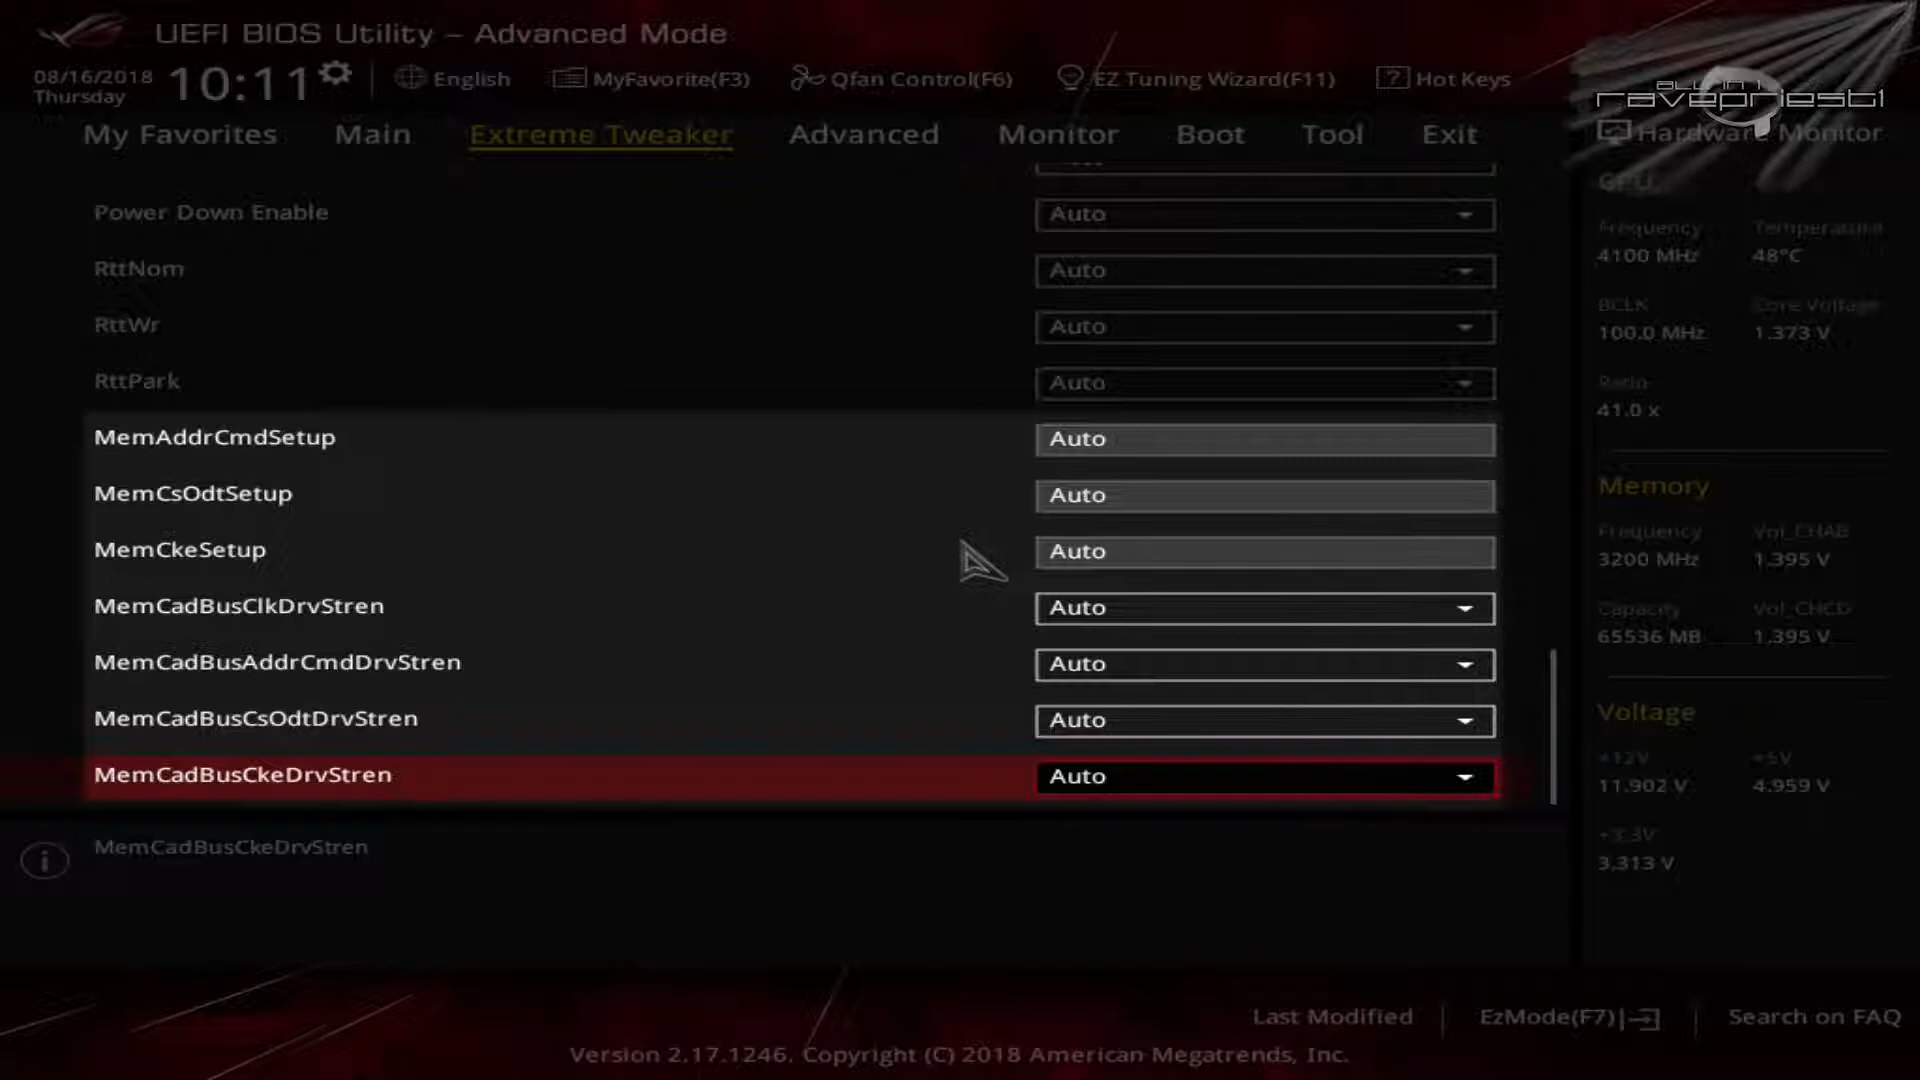 UEFI BIOS Utility – Advanced Mode
08/16/2018
Thursday
10:11
English
MyFavorite(F3)
Qfan Control(F6)
EZ Tuning Wizard(F11)
? Hot Keys
ALL IN 1
ravepriest1
My Favorites
Main
Extreme Tweaker
Advanced
Monitor
Boot
Tool
Exit
Hardware Monitor
Power Down Enable Auto
RttNom Auto
RttWr Auto
RttPark Auto
MemAddrCmdSetup Auto
MemCsOdtSetup Auto
MemCkeSetup Auto
MemCadBusClkDrvStren Auto
MemCadBusAddrCmdDrvStren Auto
MemCadBusCsOdtDrvStren Auto
MemCadBusCkeDrvStren Auto
i MemCadBusCkeDrvStren
CPU
Frequency Temperature
4100 MHz 48°C
BCLK Core Voltage
100.0 MHz 1.373 V
Ratio
41.0 x
Memory
Frequency Vol_CHAB
3200 MHz 1.395 V
Capacity Vol_CHCD
65536 MB 1.395 V
Voltage
+12V +5V
11.902 V 4.959 V
+3.3V
3.313 V
Last Modified
EzMode(F7)
Search on FAQ
Version 2.17.1246. Copyright (C) 2018 American Megatrends, Inc.